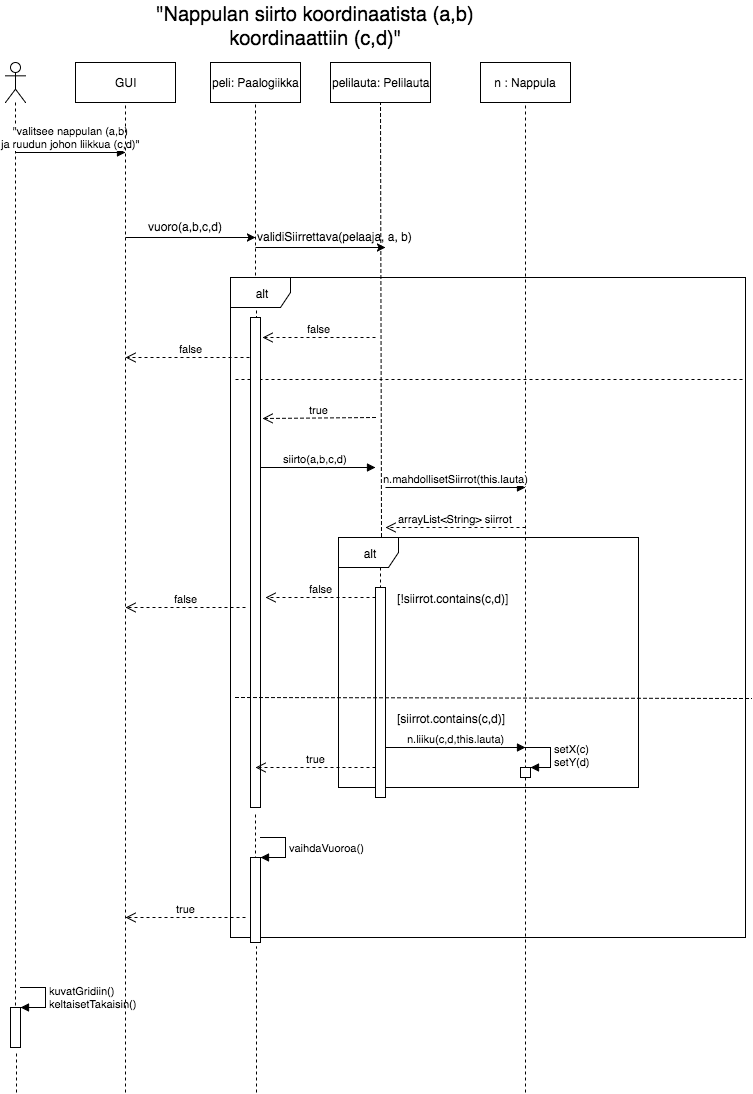 "Nappulan siirto koordinaatista (a,b)
koordinaattiin (c,d)"
GUI
peli: Paalogiikka
pelilauta: Pelilauta
n : Nappula
"valitsee nappulan (a,b)
ja ruudun johon liikkua (c,d)"
vuoro(a,b,c,d)
validiSiirrettava(pelaaja, a, b)
alt
false
false
true
siirto(a,b,c,d)
n.mahdollisetSiirrot(this.lauta)
arrayList<String> siirrot
alt
false
[!siirrot.contains(c,d)]
false
[siirrot.contains(c,d)]
n.liiku(c,d,this.lauta)
setX(c)
setY(d)
true
vaihdaVuoroa()
true
kuvatGridiin()
keltaisetTakaisin()